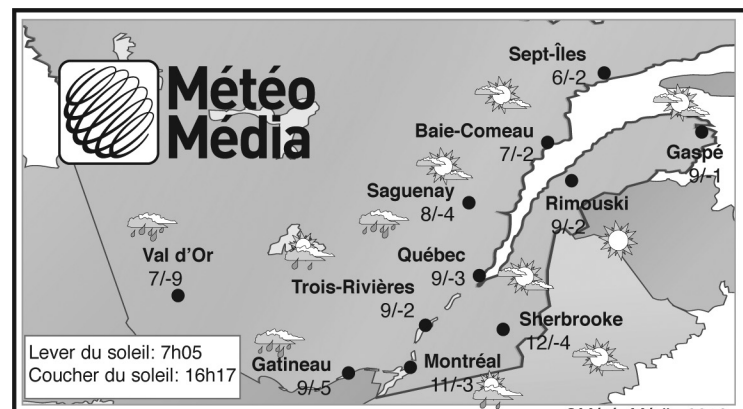 Météo
Média
Sept-Îles
6/-2
Baie-Comeau
7/-2
Gaspé
9/-1
Saguenay
8/-4
Rimouski
9/-2
Val d'Or
7/-9
Québec
9/-3
Trois-Rivières
9/-2
Sherbrooke
12/-4
Lever du soleil: 7h05
Coucher du soleil: 16h17
Gatineau
9/-5
Montréal
11/-3